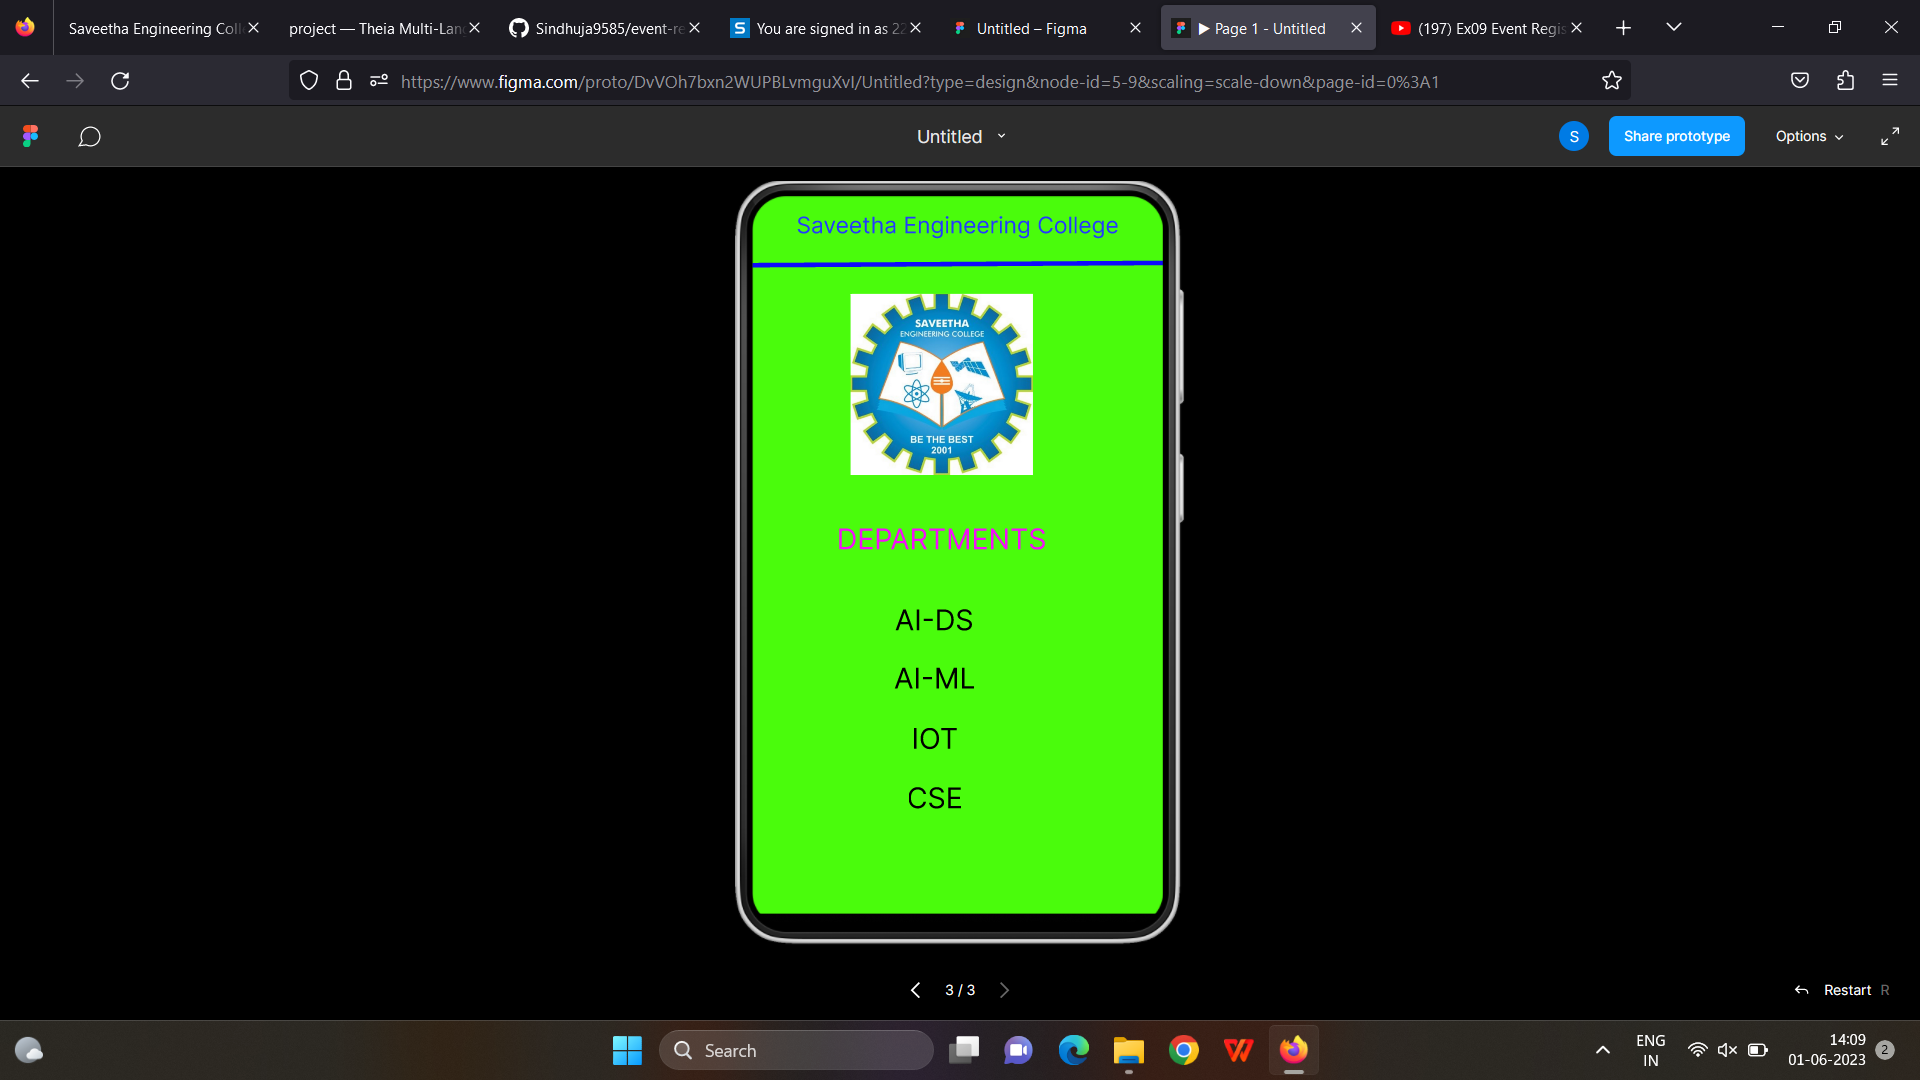 Saveetha Engineering Coll
project — Theia Multi-Lan
Sindhuja9585/event-re
You are signed in as 22
Untitled – Figma
Page 1 - Untitled
(197) Ex09 Event Regis
https://www.figma.com/proto/DvVOh7bxn2WUPBLvmguXvI/Untitled?type=design&node-id=5-9&scaling=scale-down&page-id=0%3A1
Untitled
S
Share prototype
Options
Saveetha Engineering College
SAVEETHA
ENGINEERING COLLEGE
BE THE BEST
2001
DEPARTMENTS
AI-DS
AI-ML
IOT
CSE
3 / 3
Restart R
Search
ENG
IN
14:09
01-06-2023
2